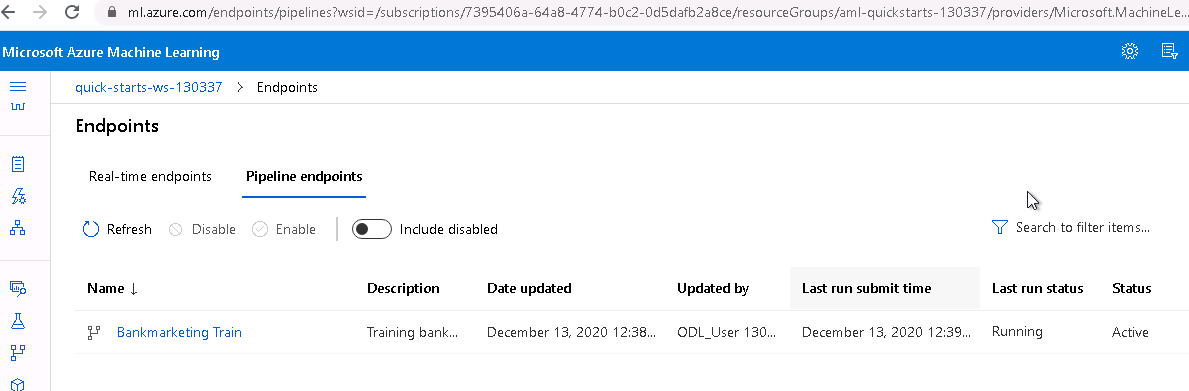 ml.azure.com/endpoints/pipelines?wsid=/subscriptions/7395406a-64a8-4774-b0c2-0d5dafb2a8ce/resourceGroups/aml-quickstarts-130337/providers/Microsoft.MachineLe...
Microsoft Azure Machine Learning
quick-starts-ws-130337 > Endpoints
Endpoints
Real-time endpoints Pipeline endpoints
Refresh Disable Enable Include disabled Search to filter items...
Name ↓ Description Date updated Updated by Last run submit time Last run status Status
Bankmarketing Train Training bank... December 13, 2020 12:38... ODL_User 130... December 13, 2020 12:39... Running Active